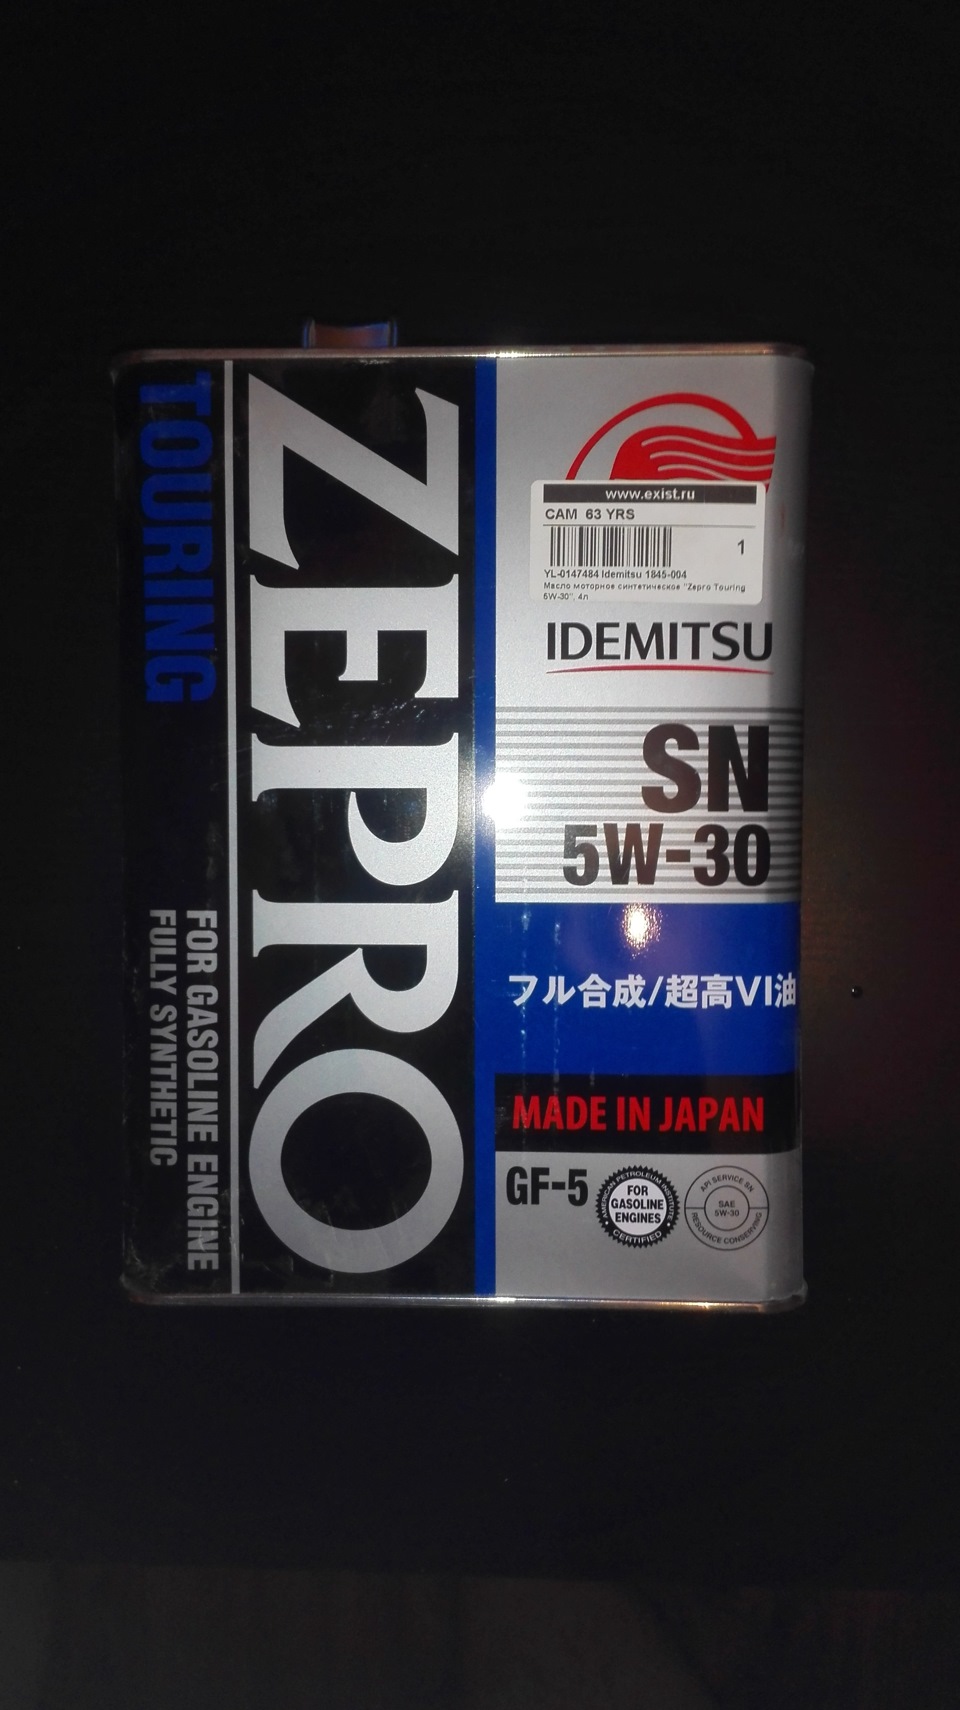 TOURING
FOR GASOLINE ENGINE
FULLY SYNTHETIC
ZEPRO
www.exist.ru
CAM 63 YRS
1
YL-0147484 Idemitsu 1845-004
Масло моторное синтетическое "Zepro Touring
5W-30", 4л
IDEMITSU
SN
5W-30
フル合成/超高VI油
MADE IN JAPAN
GF-5
AMERICAN PETROLEUM INSTITUTE
FOR
GASOLINE
ENGINES
CERTIFIED
API SERVICE SN
SAE
5W-30
RESOURCE CONSERVING